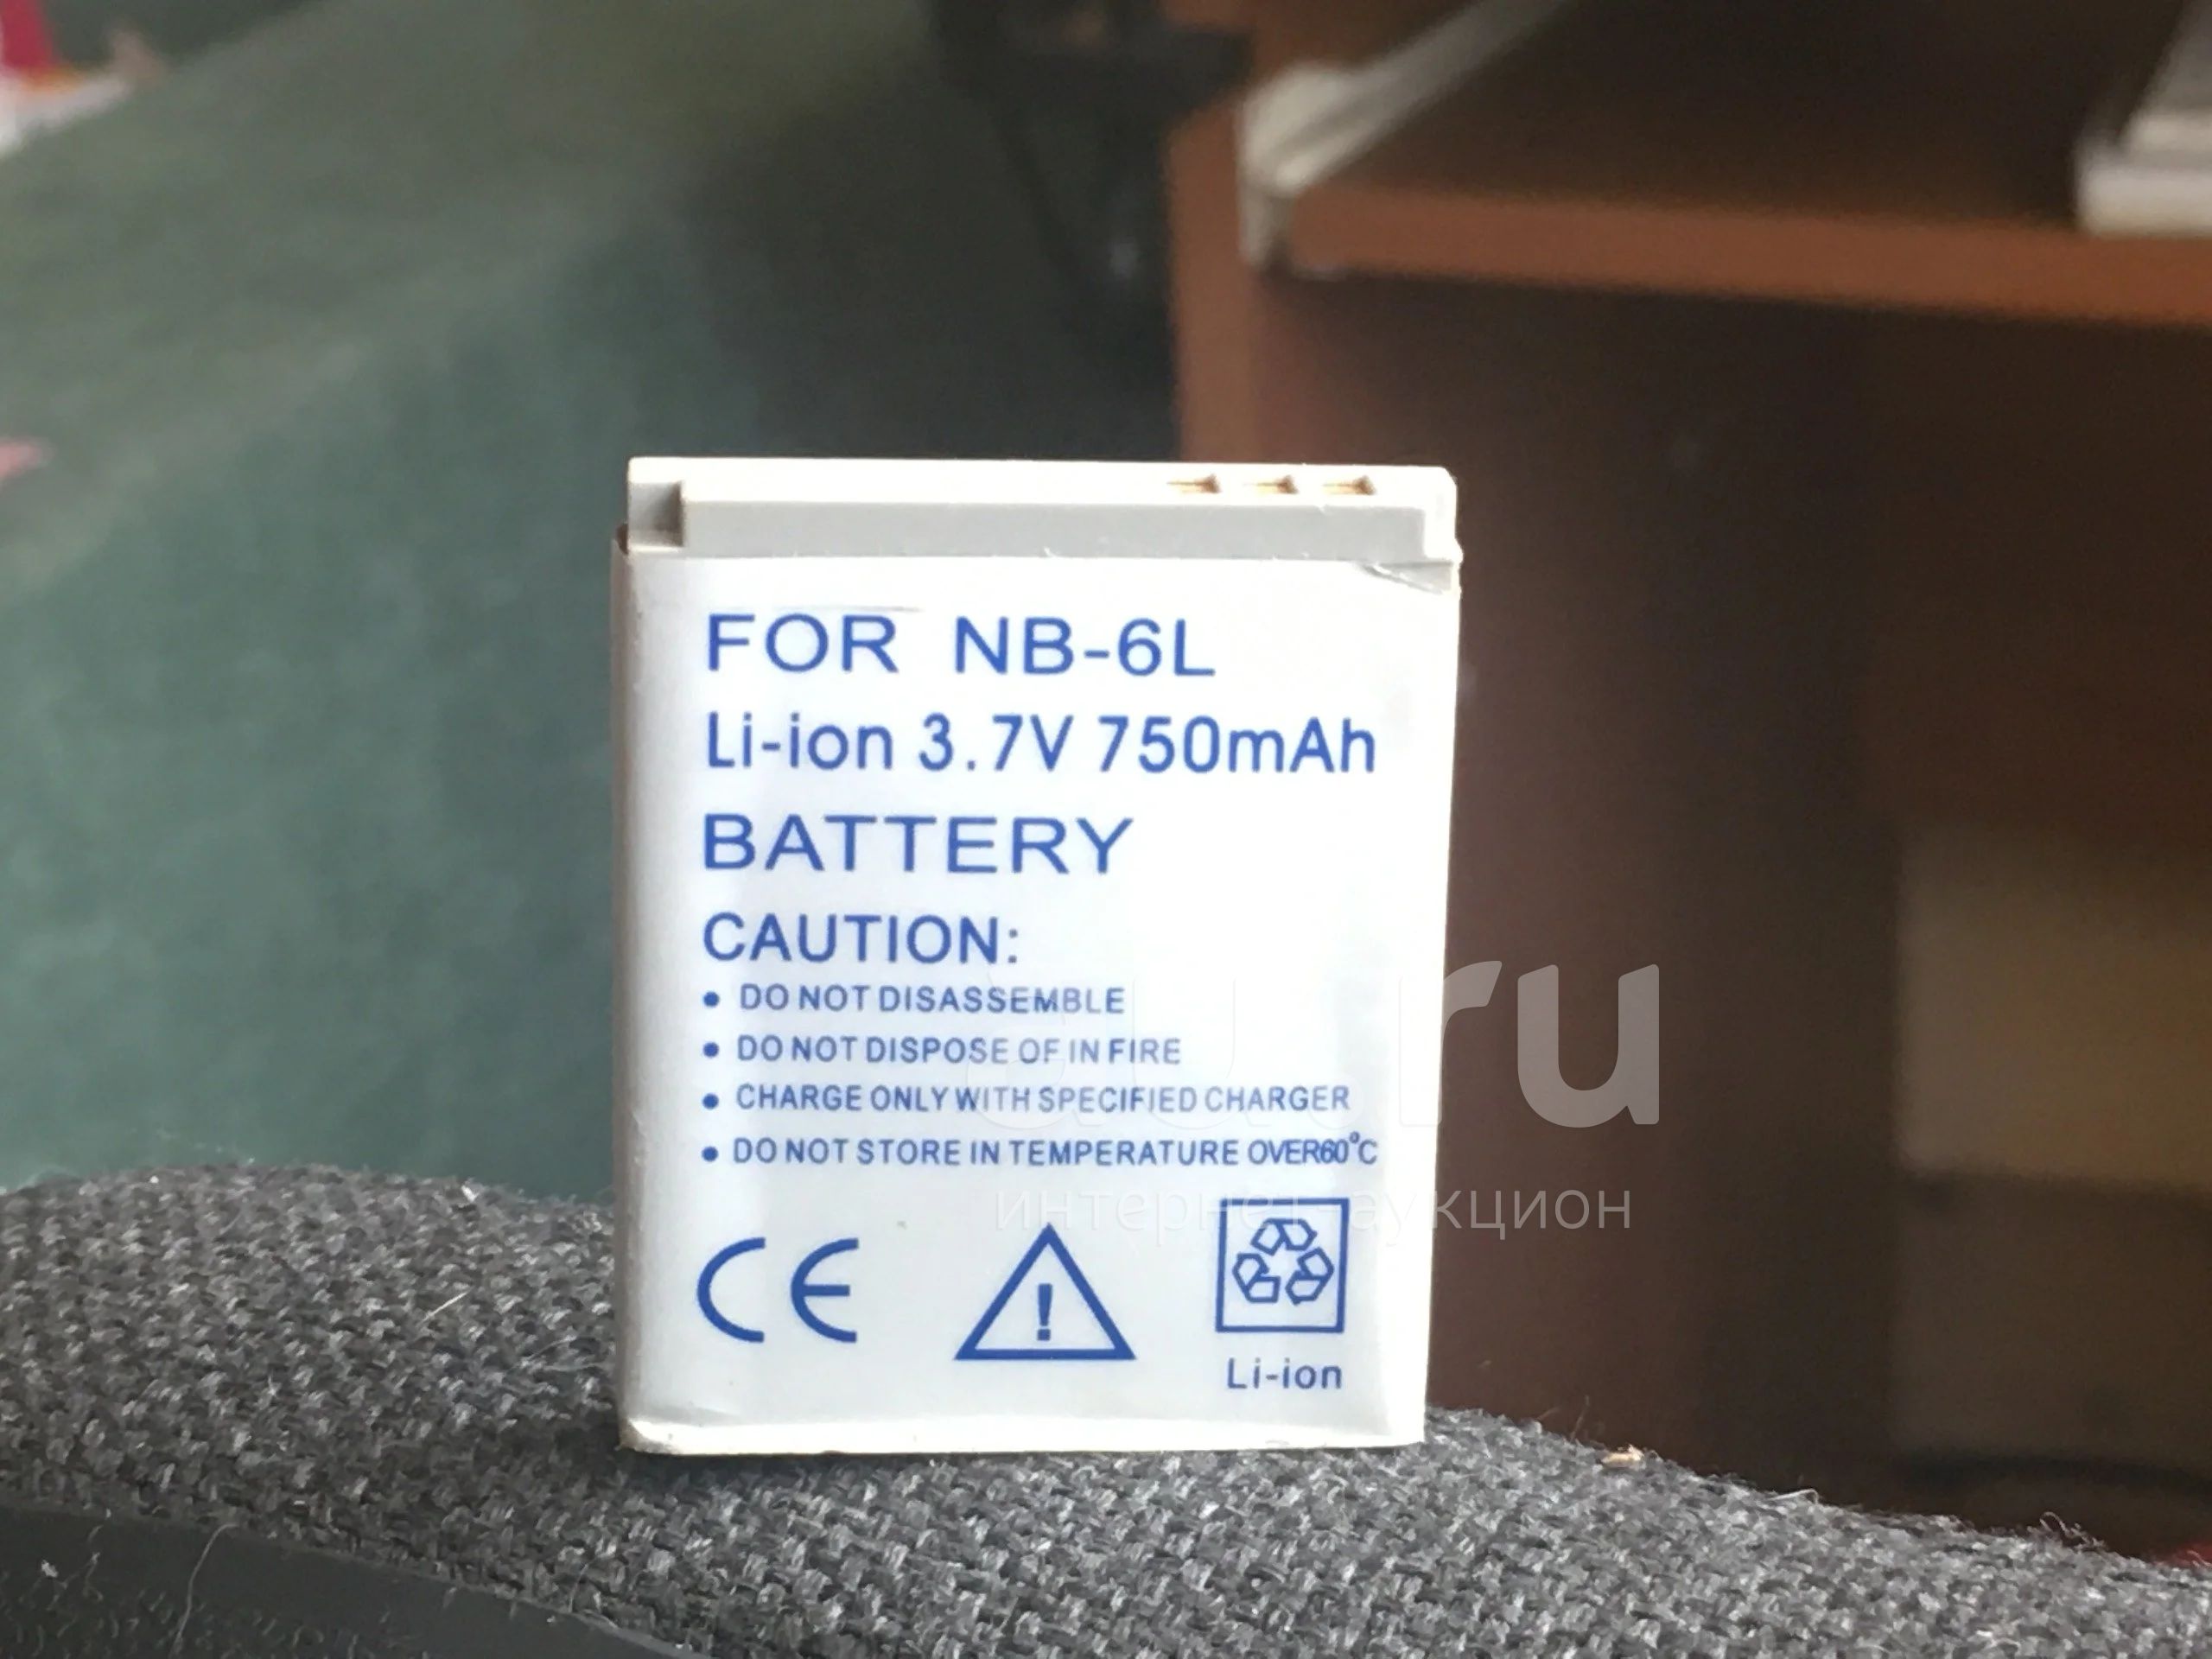 FOR NB-6L
Li-ion 3.7V 750mAh
BATTERY
CAUTION:
• DO NOT DISASSEMBLE
• DO NOT DISPOSE OF IN FIRE
• CHARGE ONLY WITH SPECIFIED CHARGER
• DO NOT STORE IN TEMPERATURE OVER60°C
CE
!
Li-ion
au.ru
интернет-аукцион